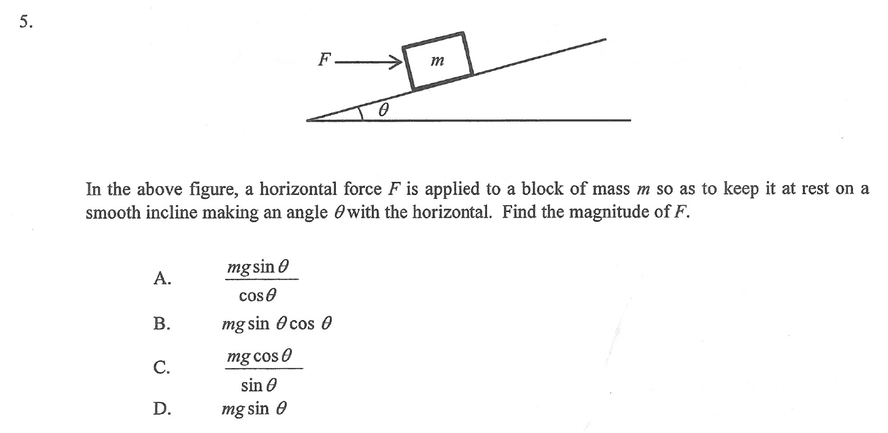 5.
F
m
θ
In the above figure, a horizontal force F is applied to a block of mass m so as to keep it at rest on a
smooth incline making an angle θ with the horizontal. Find the magnitude of F.
A. mg sin θ
cos θ
B. mg sin θ cos θ
C. mg cos θ
sin θ
D. mg sin θ